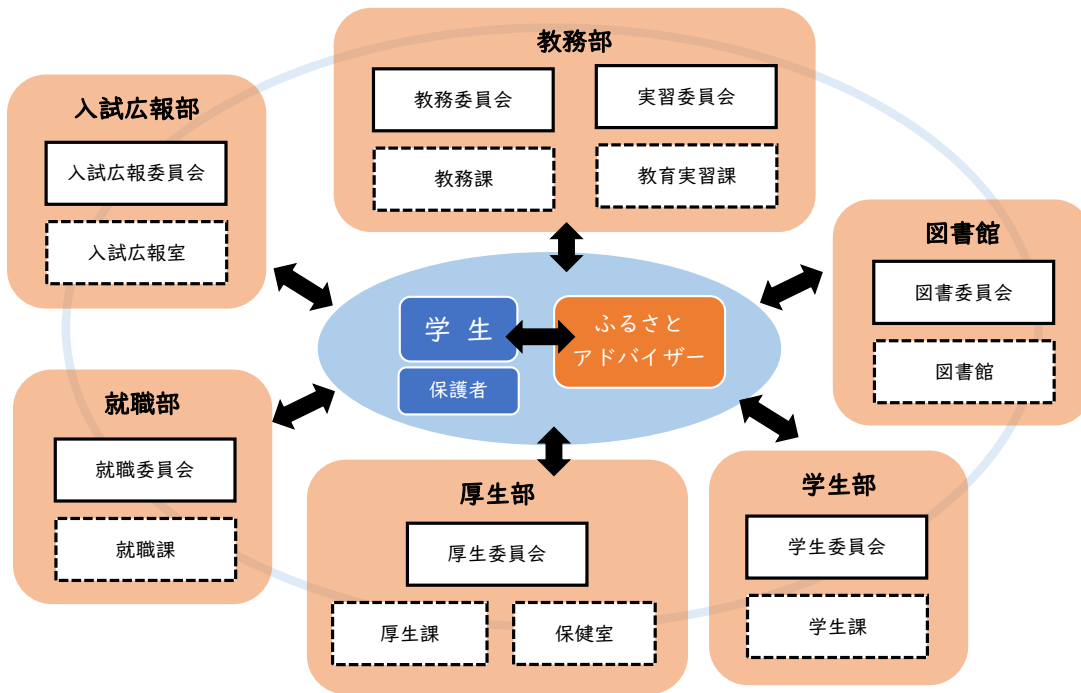 教務部
教務委員会
実習委員会
教務課
教育実習課
入試広報部
入試広報委員会
入試広報室
図書館
図書委員会
図書館
学 生
保護者
ふるさと
アドバイザー
就職部
就職委員会
就職課
厚生部
厚生委員会
厚生課
保健室
学生部
学生委員会
学生課